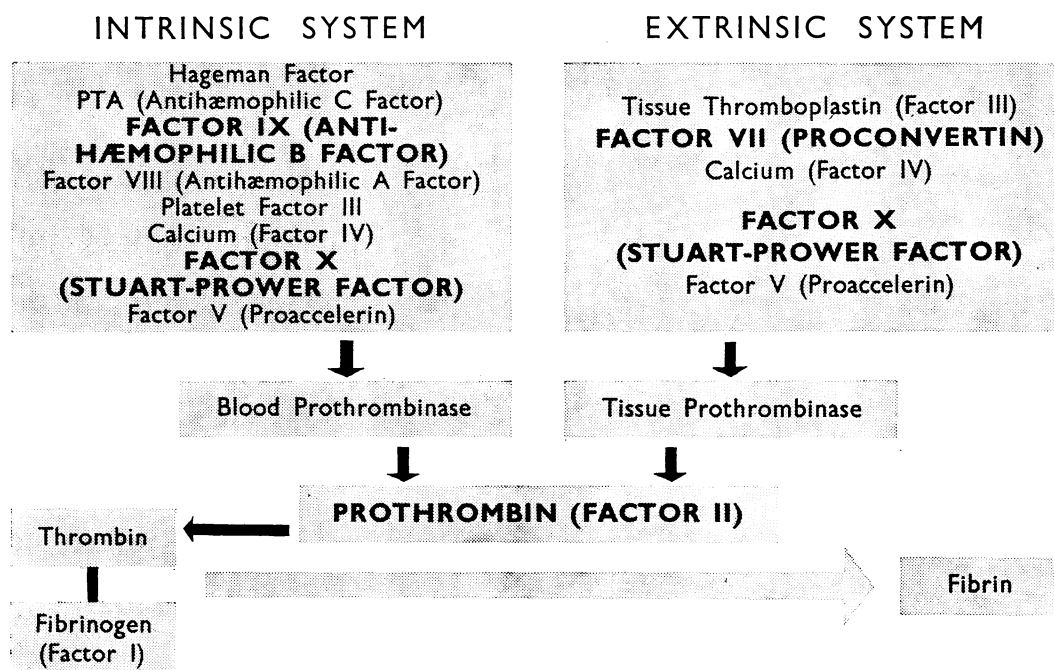 INTRINSIC SYSTEM
Hageman Factor
PTA (Antihæmophilic C Factor)
FACTOR IX (ANTI-
HÆMOPHILIC B FACTOR)
Factor VIII (Antihæmophilic A Factor)
Platelet Factor III
Calcium (Factor IV)
FACTOR X
(STUART-PROWER FACTOR)
Factor V (Proaccelerin)
EXTRINSIC SYSTEM
Tissue Thromboplastin (Factor III)
FACTOR VII (PROCONVERTIN)
Calcium (Factor IV)
FACTOR X
(STUART-PROWER FACTOR)
Factor V (Proaccelerin)
Blood Prothrombinase
Tissue Prothrombinase
PROTHROMBIN (FACTOR II)
Thrombin
Fibrinogen
(Factor I)
Fibrin